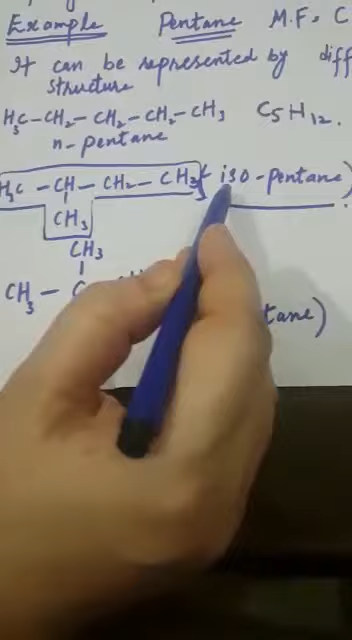 Example Pentane M.F. C
It can be represented by diff
structure
H₃C-CH₂-CH₂-CH₂-CH₃ C₅H₁₂.
n-pentane
H₃C-CH-CH₂-CH₃ (iso-pentane)
CH₃
CH₃
CH₃-C
tane)